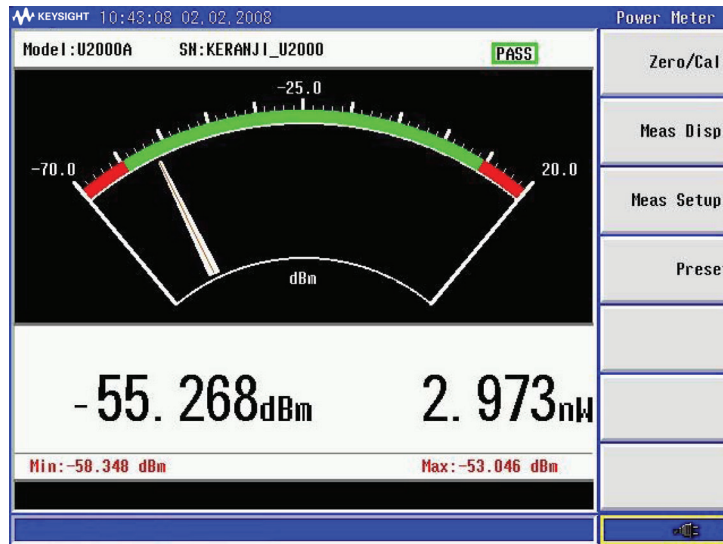 KEYSIGHT 10:43:08 02.02.2008 Power Meter
Model:U2000A SN:KERANJI_U2000 PASS
Zero/Cal
-25.0
Meas Disp
-70.0 20.0
Meas Setup
dBm
Prese
-55.268dBm 2.973nW
Min:-58.348 dBm Max:-53.046 dBm